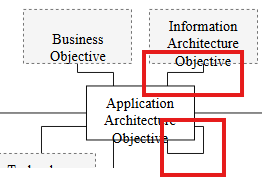 Business
Objective
Information
Architecture
Objective
Application
Architecture
Objective